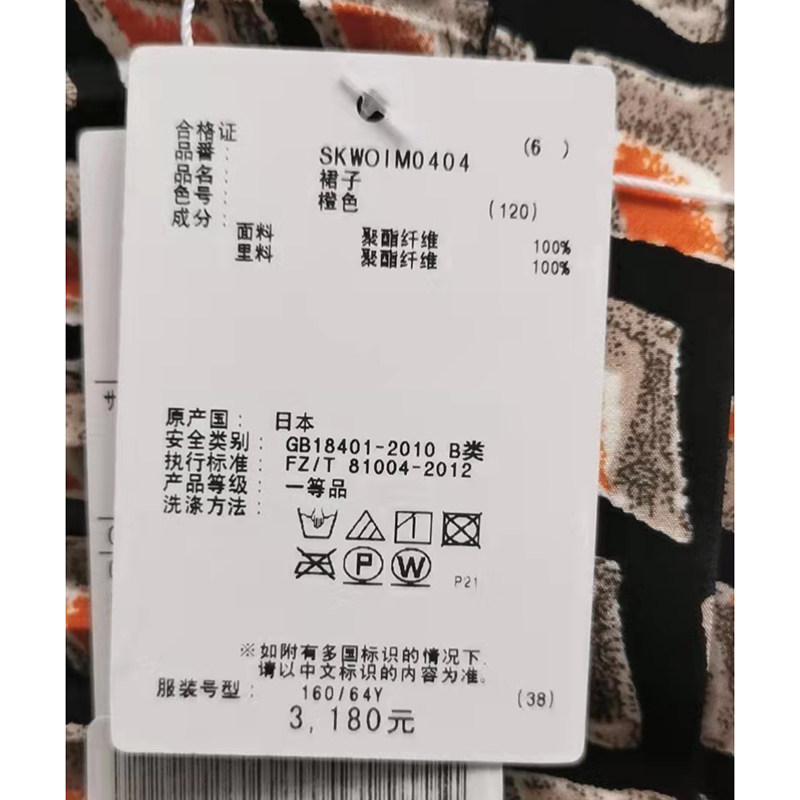 合格证
品番： SKWOIM0404 (6 )
品名： 裙子
色号： 橙色 (120)
成分：
面料 聚酯纤维 100%
里料 聚酯纤维 100%
原产国： 日本
安全类别： GB18401-2010 B类
执行标准： FZ/T 81004-2012
产品等级： 一等品
洗涤方法：
P W P21
※如附有多国标识的情况下，
请以中文标识的内容为准。
服装号型： 160/64Y (38)
3,180元
サ